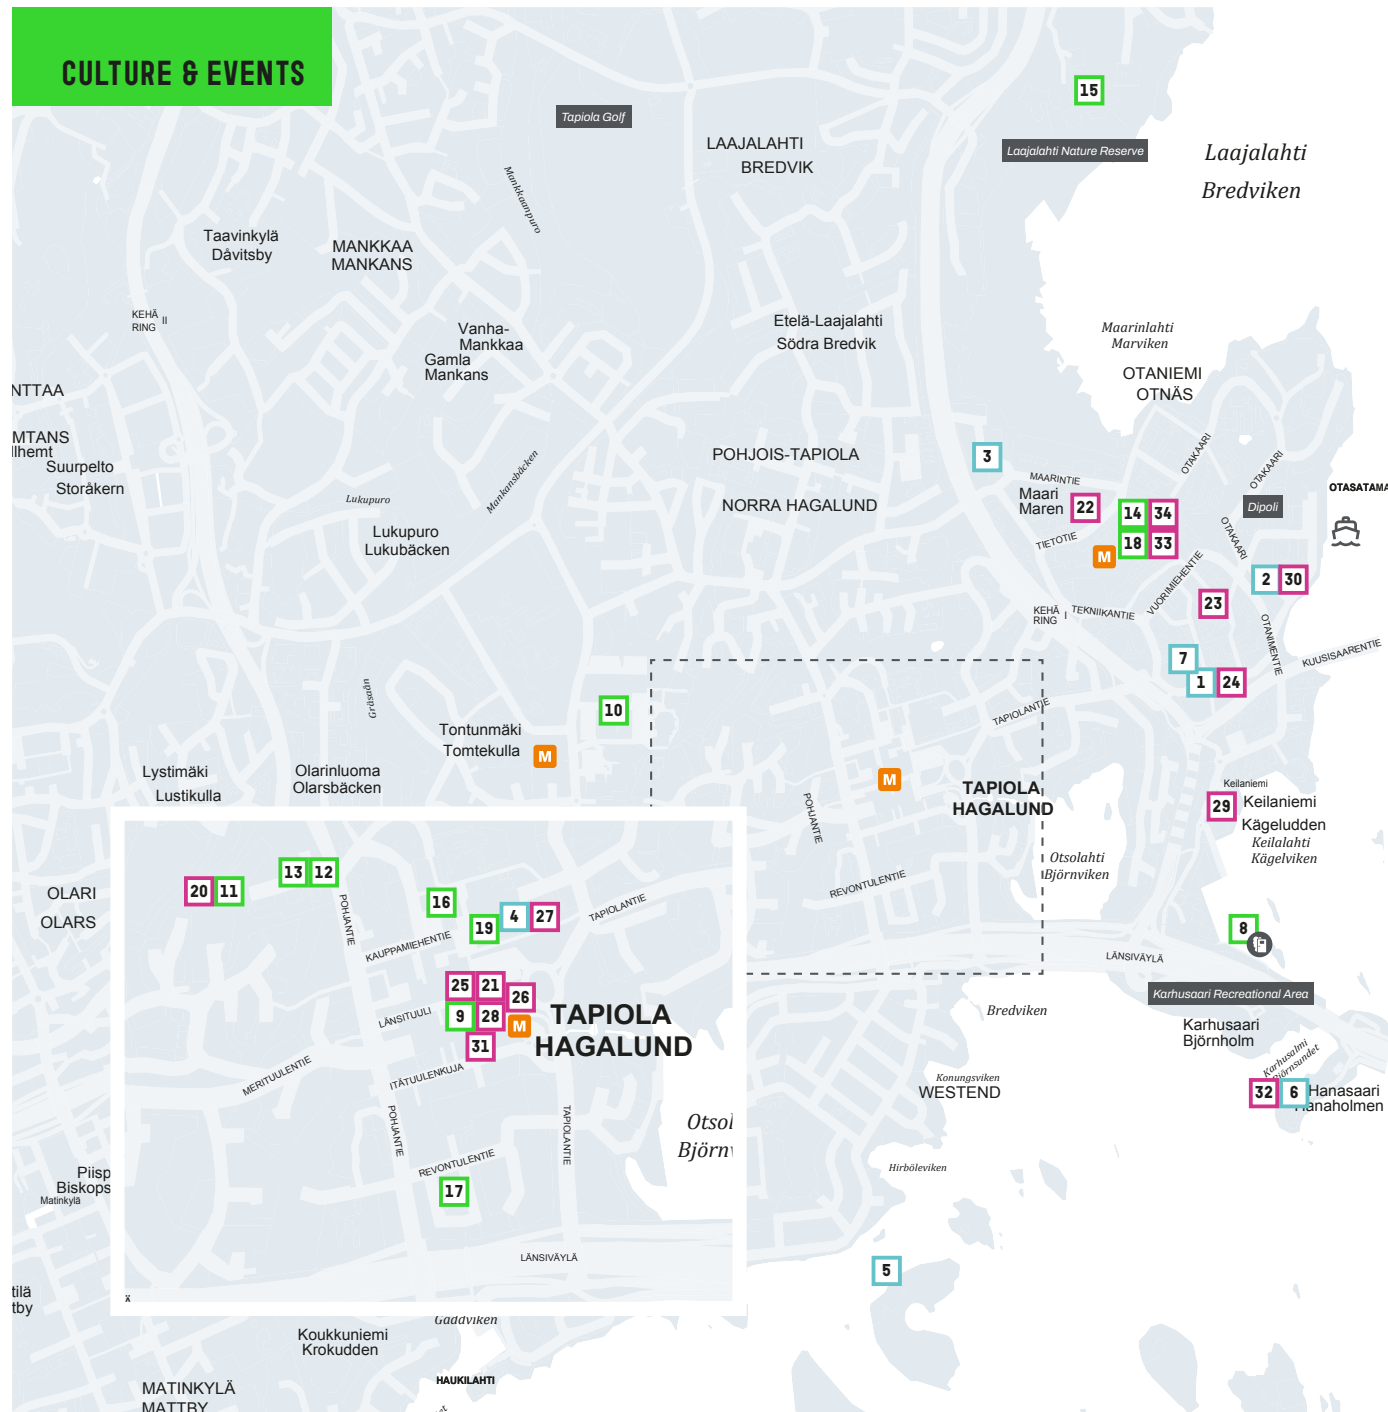 CULTURE & EVENTS
15
Tapiola Golf
LAAJALAHTI
BREDVIK
Laajalahti Nature Reserve
Laajalahti
Bredviken
Mankkaanpuro
Taavinkylä
Dåvitsby
MANKKAA
MANKANS
KEHÄ
RING II
Vanha-
Mankkaa
Gamla
Mankans
Etelä-Laajalahti
Södra Bredvik
Maarinlahti
Marviken
OTANIEMI
OTNÄS
NTTAA
MTANS
llhemt
Suurpelto
Storåkern
POHJOIS-TAPIOLA
NORRA HAGALUND
3
MAARINTIE
Maari
Maren
22
14
34
18
33
M
TIETOTIE
OTAKAARI
OTAKAARI
OTAKAARI
Dipoli
OTASATAMA
Mankansbäcken
Lukupuro
Lukupuro
Lukubäcken
2
30
23
VUORIMIEHENTIE
KEHÄ
RING I
TEKNIIKANTIE
OTANIMENTIE
KUUSISAARENTIE
7
1
24
Gräsaån
10
Tontunmäki
Tomtekulla
M
TAPIOLANTIE
Lystimäki
Lustikulla
Olarinluoma
Olarsbäcken
M
POHJANTIE
TAPIOLA
HAGALUND
Keilaniemi
29
Keilaniemi
Kägeludden
Keilalahti
Kägelviken
Otsolahti
Björnviken
REVONTULENTIE
OLARI
OLARS
20
11
13
12
16
19
4
27
TAPIOLANTIE
POHJANTIE
KAUPPAMIEHENTIE
8
LÄNSIVÄYLÄ
25
21
26
9
28
M
31
LÄNSITUULI
TAPIOLA
HAGALUND
Karhusaari Recreational Area
Bredviken
Karhusaari
Björnholm
MERITUULENTIE
ITÄTUULENKUJA
Karhusalmi
Björnsundet
Konungsviken
WESTEND
32
6
Hanasaari
Hanaholmen
POHJANTIE
TAPIOLANTIE
Otsol
Björnv
REVONTULENTIE
17
Hirböleviken
Piisp
Biskops
Matinkylä
LÄNSIVÄYLÄ
5
tilä
tby
Ä
Gäddviken
Koukkuniemi
Krokudden
HAUKILAHTI
MATINKYLÄ
MATTBY